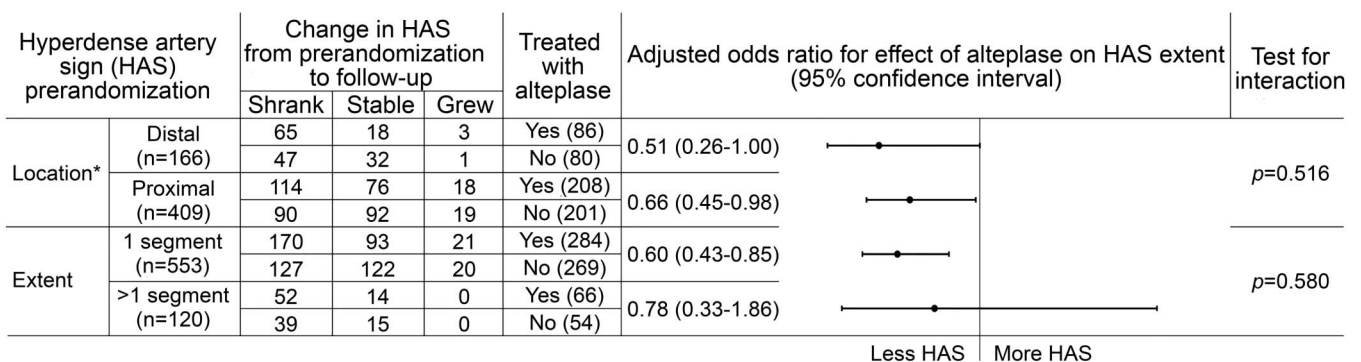 Hyperdense artery
sign (HAS)
prerandomization
Change in HAS
from prerandomization
to follow-up
Shrank Stable Grew
Treated
with
alteplase
Adjusted odds ratio for effect of alteplase on HAS extent
(95% confidence interval)
Test for
interaction
Location*
Distal
(n=166)
65 18 3 Yes (86)
47 32 1 No (80)
0.51 (0.26-1.00)
Proximal
(n=409)
114 76 18 Yes (208)
90 92 19 No (201)
0.66 (0.45-0.98)
p=0.516
Extent
1 segment
(n=553)
170 93 21 Yes (284)
127 122 20 No (269)
0.60 (0.43-0.85)
>1 segment
(n=120)
52 14 0 Yes (66)
39 15 0 No (54)
0.78 (0.33-1.86)
p=0.580
Less HAS More HAS